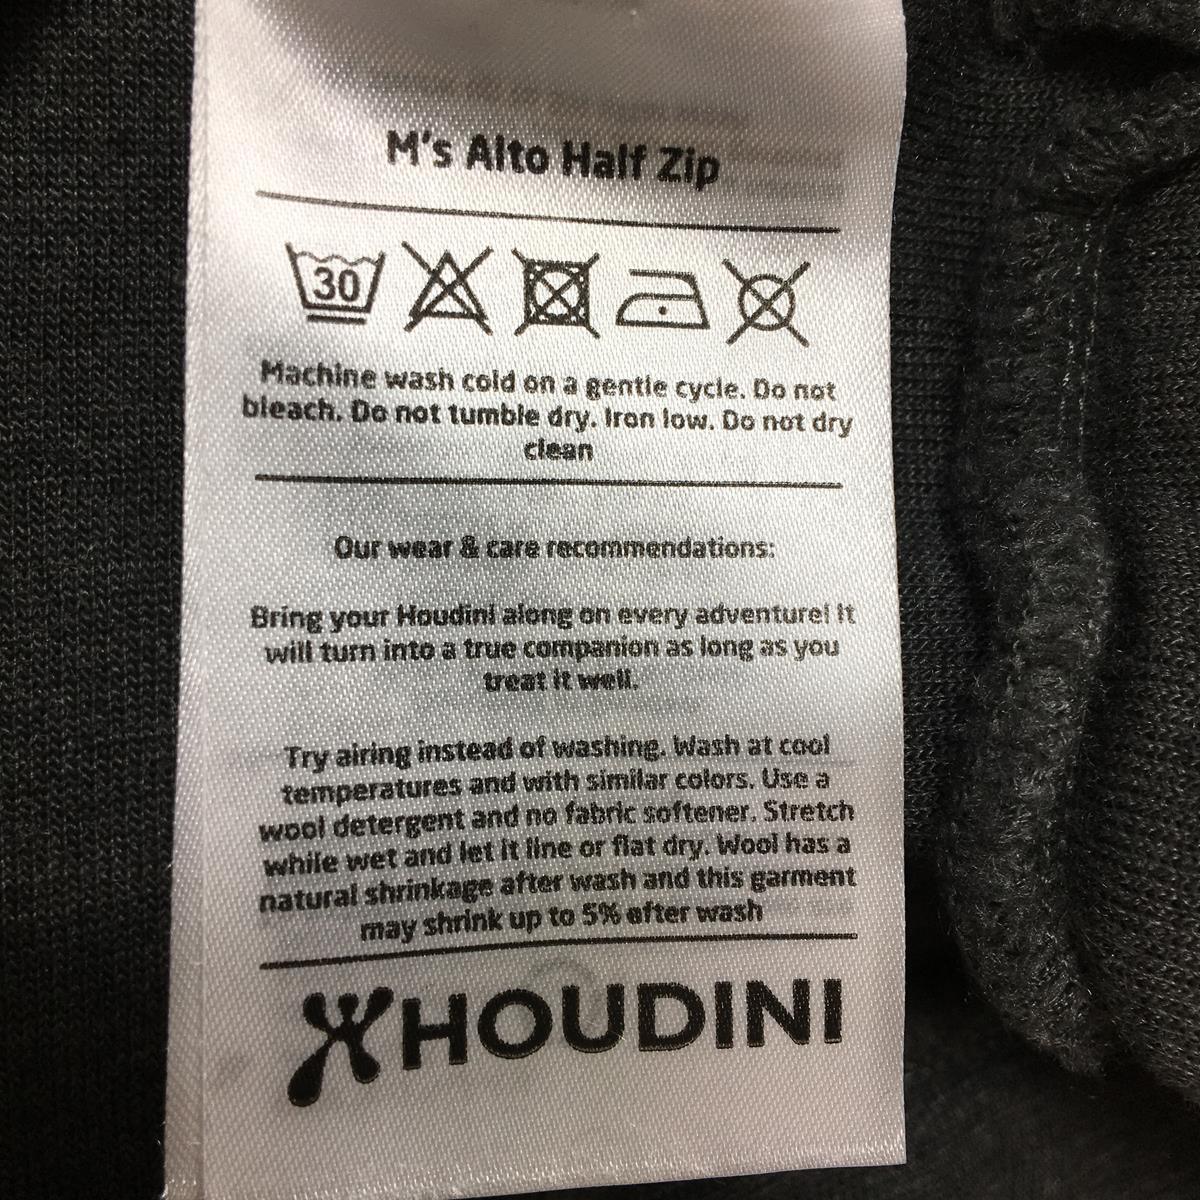 M's Alto Half Zip
30
Machine wash cold on a gentle cycle. Do not
bleach. Do not tumble dry. Iron low. Do not dry
clean
Our wear & care recommendations:
Bring your Houdini along on every adventure! It
will turn into a true companion as long as you
treat it well.
Try airing instead of washing. Wash at cool
temperatures and with similar colors. Use a
wool detergent and no fabric softener. Stretch
while wet and let it line or flat dry. Wool has a
natural shrinkage after wash and this garment
may shrink up to 5% after wash
HOUDINI